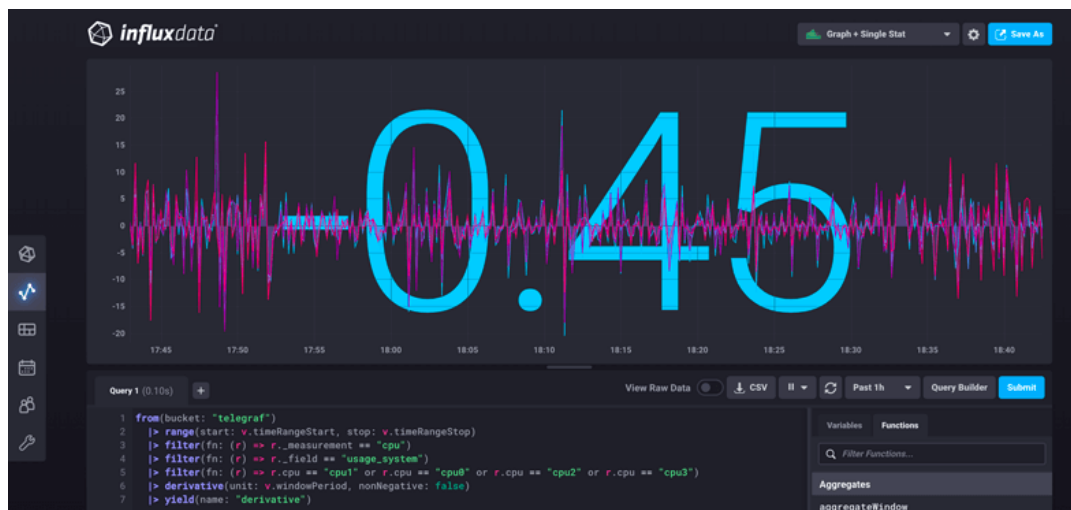 influxdata
Graph + Single Stat
Save As
25
20
15
10
5
0
-5
-10
-15
-20
-0.45
17:45 17:50 17:55 18:00 18:05 18:10 18:15 18:20 18:25 18:30 18:35 18:40
Query 1 (0.10s) +
View Raw Data CSV Past 1h Query Builder Submit
1 from(bucket: "telegraf")
2 |> range(start: v.timeRangeStart, stop: v.timeRangeStop)
3 |> filter(fn: (r) => r._measurement == "cpu")
4 |> filter(fn: (r) => r._field == "usage_system")
5 |> filter(fn: (r) => r.cpu == "cpu1" or r.cpu == "cpu0" or r.cpu == "cpu2" or r.cpu == "cpu3")
6 |> derivative(unit: v.windowPeriod, nonNegative: false)
7 |> yield(name: "derivative")
Variables Functions
Filter Functions...
Aggregates
aggregateWindow